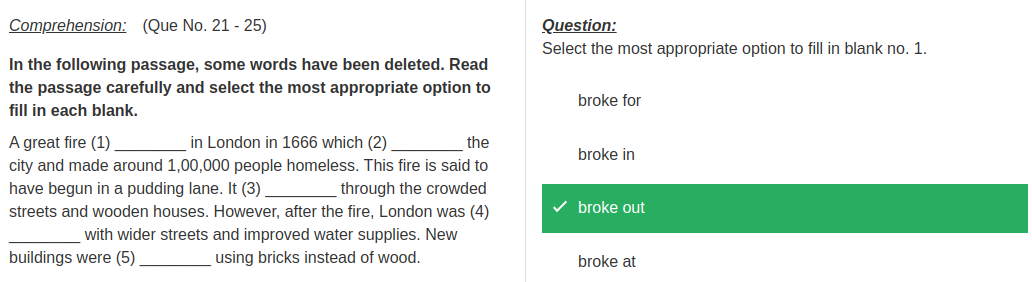 Comprehension: (Que No. 21 - 25)
In the following passage, some words have been deleted. Read
the passage carefully and select the most appropriate option to
fill in each blank.
A great fire (1) ________ in London in 1666 which (2) ________ the
city and made around 1,00,000 people homeless. This fire is said to
have begun in a pudding lane. It (3) ________ through the crowded
streets and wooden houses. However, after the fire, London was (4)
________ with wider streets and improved water supplies. New
buildings were (5) ________ using bricks instead of wood.
Question:
Select the most appropriate option to fill in blank no. 1.
broke for
broke in
broke out
broke at